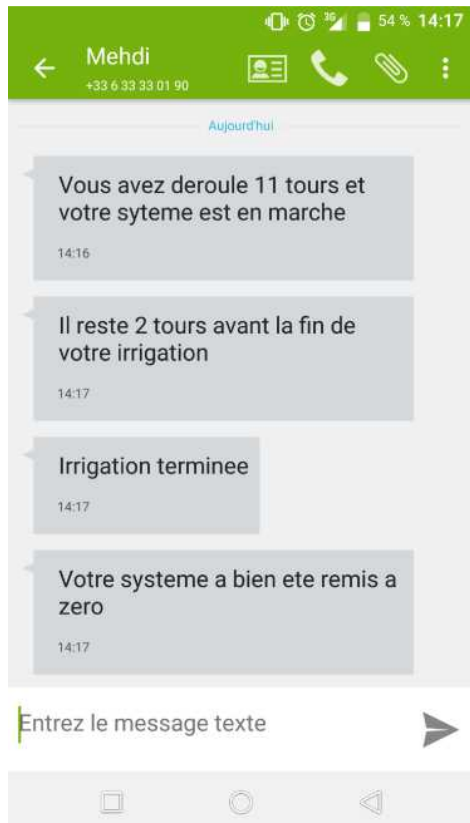 3G 54 % 14:17
Mehdi
+33 6 33 33 01 90
Aujourd'hui
Vous avez deroule 11 tours et
votre syteme est en marche
14:16
Il reste 2 tours avant la fin de
votre irrigation
14:17
Irrigation terminee
14:17
Votre systeme a bien ete remis a
zero
14:17
Entrez le message texte